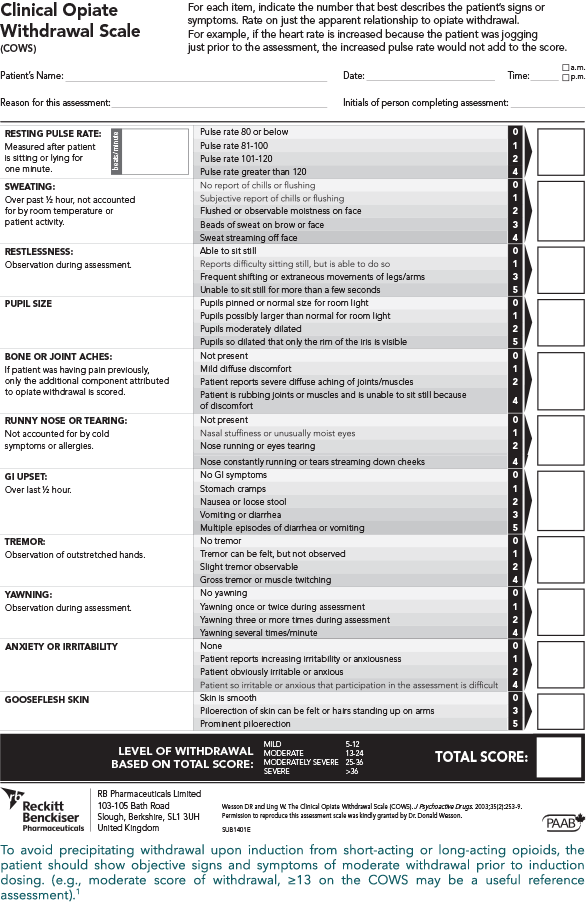 Clinical Opiate
Withdrawal Scale
(COWS)
For each item, indicate the number that best describes the patient's signs or
symptoms. Rate on just the apparent relationship to opiate withdrawal.
For example, if the heart rate is increased because the patient was jogging
just prior to the assessment, the increased pulse rate would not add to the score.
Patient's Name: Date: Time: a.m.
p.m.
Reason for this assessment: Initials of person completing assessment:
RESTING PULSE RATE:
Measured after patient
is sitting or lying for
one minute.
beats/minute
Pulse rate 80 or below 0
Pulse rate 81-100 1
Pulse rate 101-120 2
Pulse rate greater than 120 4
SWEATING:
Over past ½ hour, not accounted
for by room temperature or
patient activity.
No report of chills or flushing 0
Subjective report of chills or flushing 1
Flushed or observable moistness on face 2
Beads of sweat on brow or face 3
Sweat streaming off face 4
RESTLESSNESS:
Observation during assessment.
Able to sit still 0
Reports difficulty sitting still, but is able to do so 1
Frequent shifting or extraneous movements of legs/arms 3
Unable to sit still for more than a few seconds 5
PUPIL SIZE
Pupils pinned or normal size for room light 0
Pupils possibly larger than normal for room light 1
Pupils moderately dilated 2
Pupils so dilated that only the rim of the iris is visible 5
BONE OR JOINT ACHES:
If patient was having pain previously,
only the additional component attributed
to opiate withdrawal is scored.
Not present 0
Mild diffuse discomfort 1
Patient reports severe diffuse aching of joints/muscles 2
Patient is rubbing joints or muscles and is unable to sit still because
of discomfort 4
RUNNY NOSE OR TEARING:
Not accounted for by cold
symptoms or allergies.
Not present 0
Nasal stuffiness or unusually moist eyes 1
Nose running or eyes tearing 2
Nose constantly running or tears streaming down cheeks 4
GI UPSET:
Over last ½ hour.
No GI symptoms 0
Stomach cramps 1
Nausea or loose stool 2
Vomiting or diarrhea 3
Multiple episodes of diarrhea or vomiting 5
TREMOR:
Observation of outstretched hands.
No tremor 0
Tremor can be felt, but not observed 1
Slight tremor observable 2
Gross tremor or muscle twitching 4
YAWNING:
Observation during assessment.
No yawning 0
Yawning once or twice during assessment 1
Yawning three or more times during assessment 2
Yawning several times/minute 4
ANXIETY OR IRRITABILITY
None 0
Patient reports increasing irritability or anxiousness 1
Patient obviously irritable or anxious 2
Patient so irritable or anxious that participation in the assessment is difficult 4
GOOSEFLESH SKIN
Skin is smooth 0
Piloerection of skin can be felt or hairs standing up on arms 3
Prominent piloerection 5
LEVEL OF WITHDRAWAL
BASED ON TOTAL SCORE:
MILD 5-12
MODERATE 13-24
MODERATELY SEVERE 25-36
SEVERE >36
TOTAL SCORE:
Reckitt
Benckiser
Pharmaceuticals
RB Pharmaceuticals Limited
103-105 Bath Road
Slough, Berkshire, SL1 3UH
United Kingdom
Wesson DR and Ling W. The Clinical Opiate Withdrawal Scale (COWS). J Psychoactive Drugs. 2003;35(2):253-9.
Permission to reproduce this assessment scale was kindly granted by Dr. Donald Wesson.
SUB1401E
PAAB
To avoid precipitating withdrawal upon induction from short-acting or long-acting opioids, the
patient should show objective signs and symptoms of moderate withdrawal prior to induction
dosing. (e.g., moderate score of withdrawal, ≥13 on the COWS may be a useful reference
assessment).1